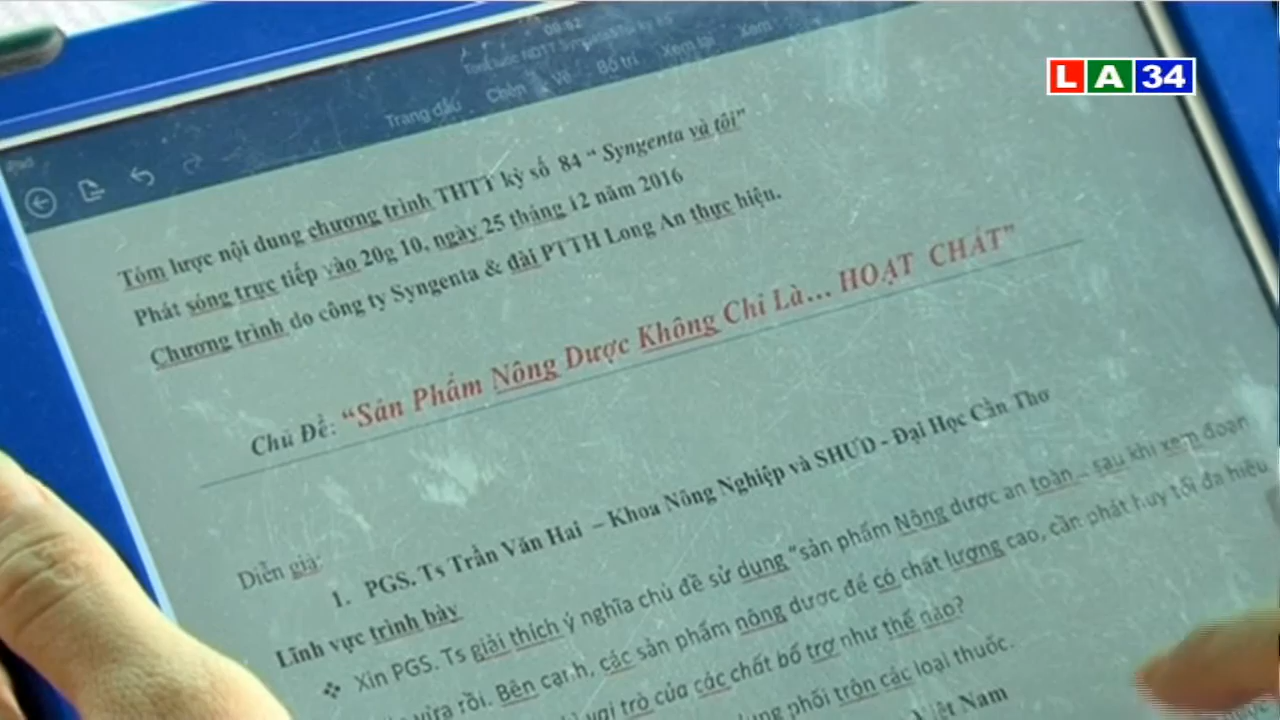 LA34
08:52
Trang đầu Chèn Vẽ Bố trí Xem lại Xem
Tóm lược nội dung chương trình THTT kỳ số 84 “ Syngenta và tôi”
Phát sóng trực tiếp vào 20g 10, ngày 25 tháng 12 năm 2016
Chương trình do công ty Syngenta & đài PTTH Long An thực hiện.
Chủ Đề: “Sản Phẩm Nông Dược Không Chỉ Là... HOẠT CHẤT”
Diễn giả:
1. PGS. Ts Trần Văn Hai – Khoa Nông Nghiệp và SHƯD - Đại Học Cần Thơ
Lĩnh vực trình bày
❖ Xin PGS. Ts giải thích ý nghĩa chủ đề sử dụng “sản phẩm Nông dược an toàn – sau khi xem đoạn
vừa rồi. Bên cạnh, các sản phẩm nông dược để có chất lượng cao, cần phát huy tối đa hiệu
vai trò của các chất bổ trợ như thế nào?
phối trộn các loại thuốc.
Việt Nam